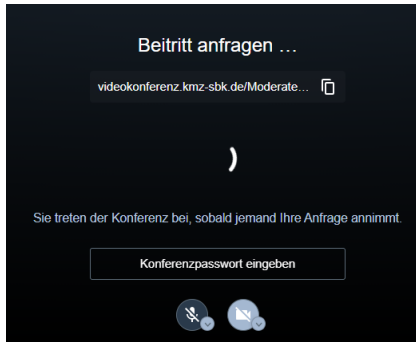 Beitritt anfragen ...
videokonferenz.kmz-sbk.de/Moderate...
Sie treten der Konferenz bei, sobald jemand Ihre Anfrage annimmt.
Konferenzpasswort eingeben